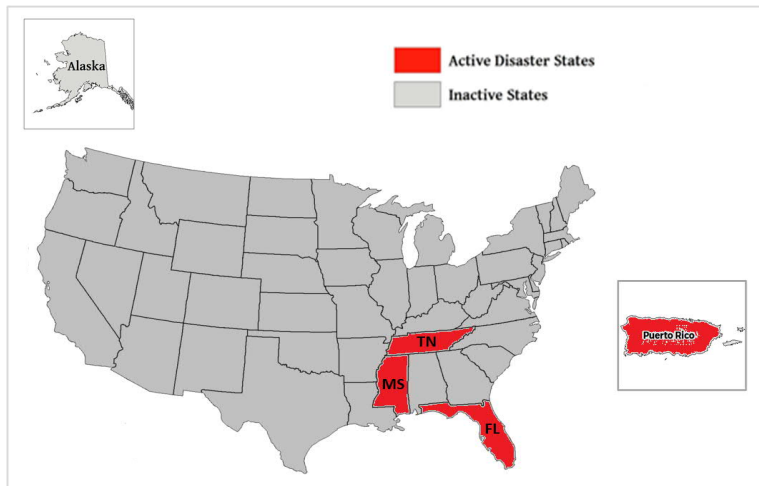 Alaska
Active Disaster States
Inactive States
Puerto Rico
TN
MS
FL